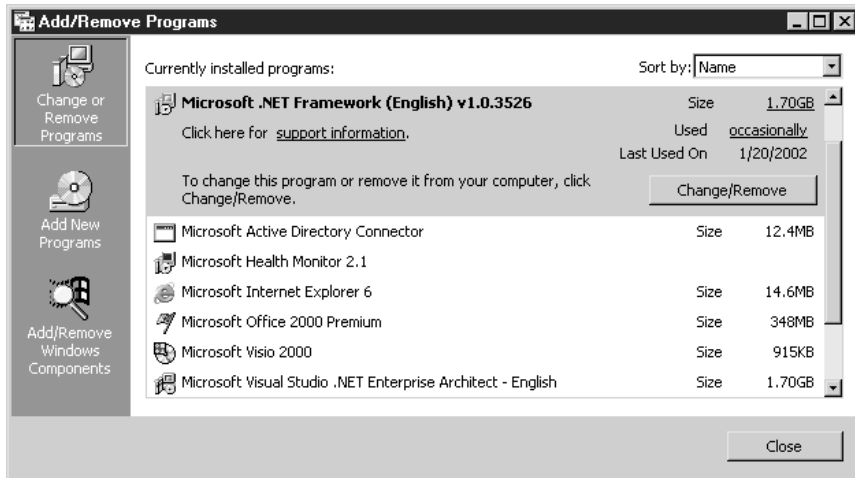 Add/Remove Programs
Change or
Remove
Programs
Add New
Programs
Add/Remove
Windows
Components
Currently installed programs:
Sort by: Name
Microsoft .NET Framework (English) v1.0.3526 Size 1.70GB
Click here for support information. Used occasionally
Last Used On 1/20/2002
To change this program or remove it from your computer, click
Change/Remove.
Change/Remove
Microsoft Active Directory Connector Size 12.4MB
Microsoft Health Monitor 2.1
Microsoft Internet Explorer 6 Size 14.6MB
Microsoft Office 2000 Premium Size 348MB
Microsoft Visio 2000 Size 915KB
Microsoft Visual Studio .NET Enterprise Architect - English Size 1.70GB
Close